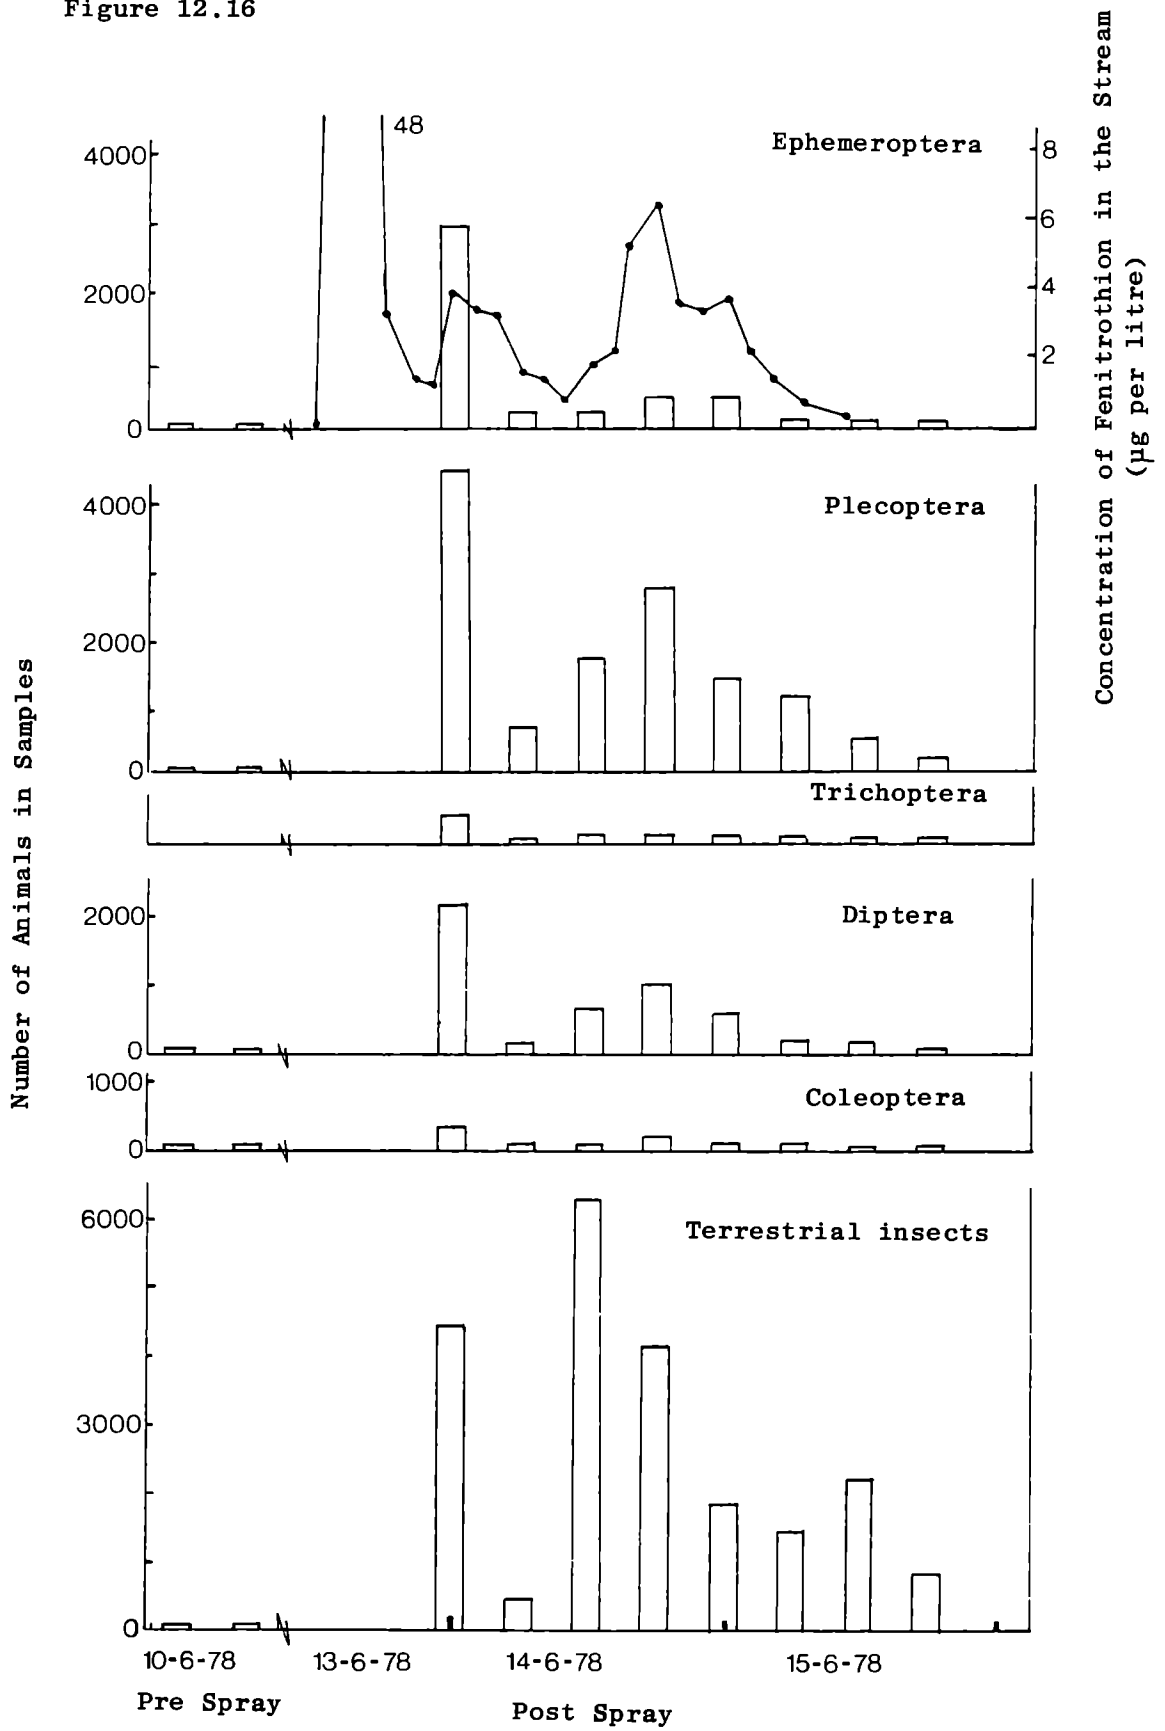 Figure 12.16
48
Ephemeroptera
4000
2000
0
8
6
4
2
Concentration of Fenitrothion in the Stream
(µg per litre)
Plecoptera
4000
2000
0
Number of Animals in Samples
Trichoptera
Diptera
2000
0
Coleoptera
1000
0
Terrestrial insects
6000
3000
0
10-6-78 13-6-78 14-6-78 15-6-78
Pre Spray Post Spray